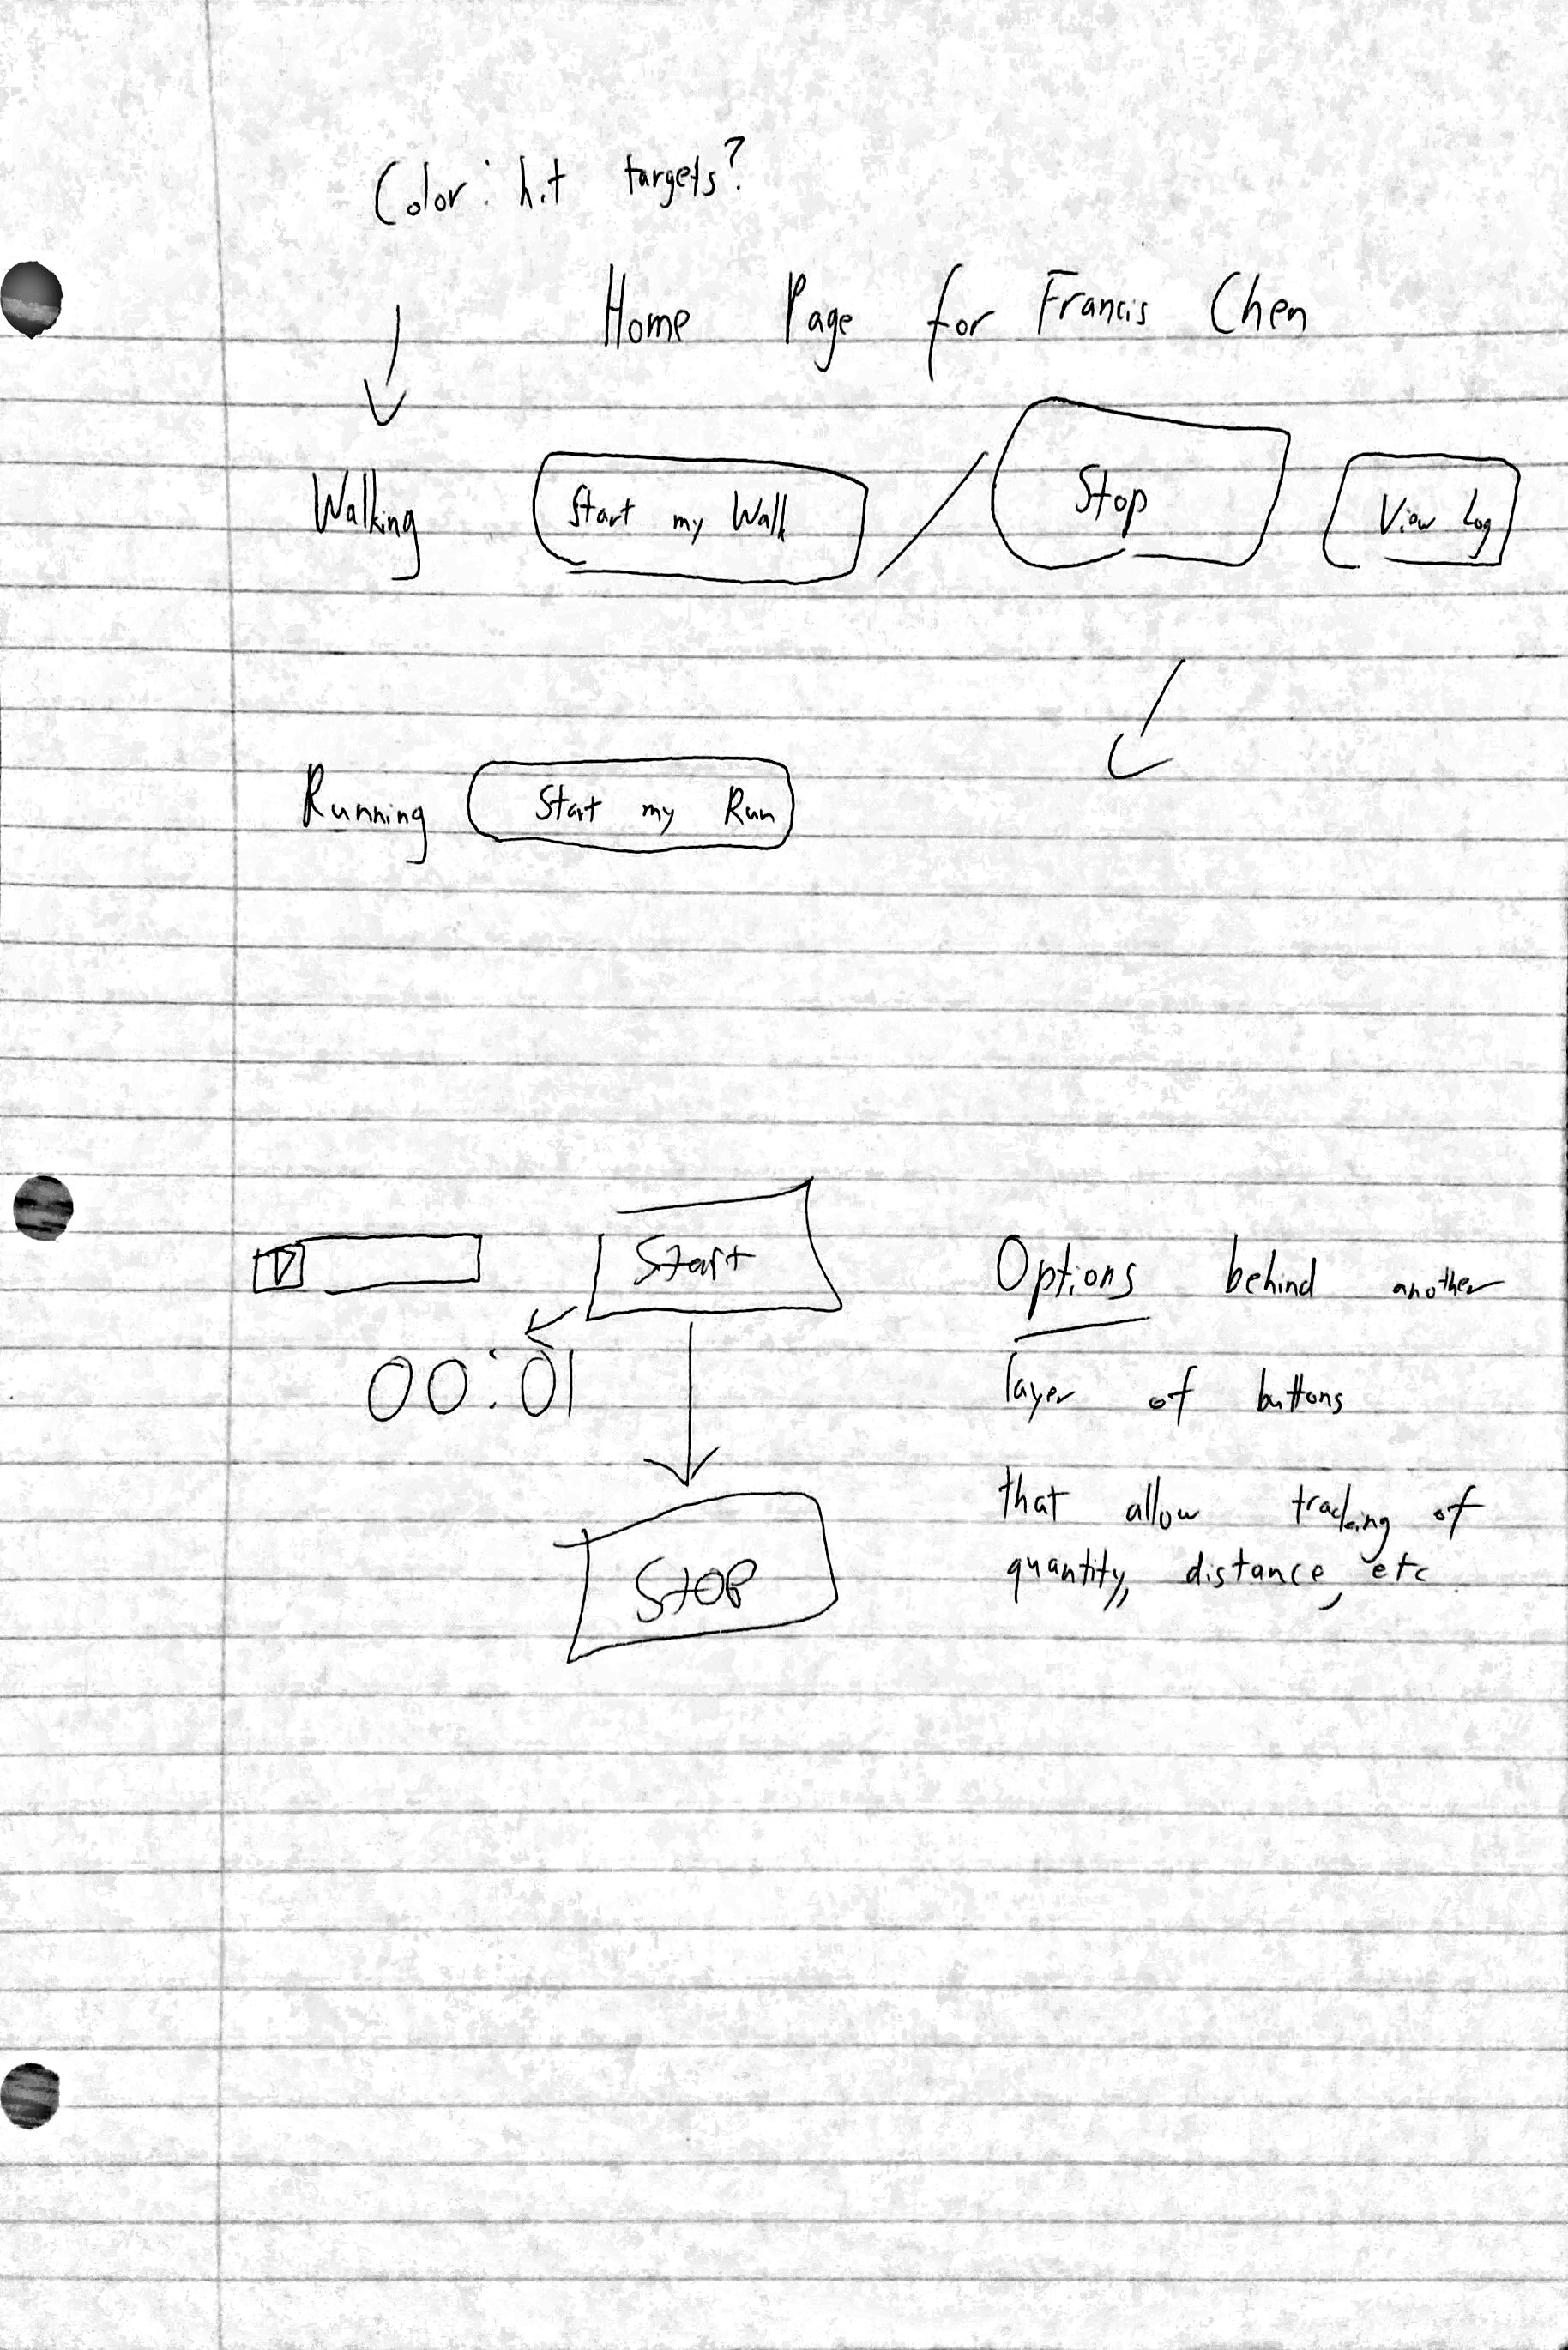 Color: hit targets?
Home Page for Francis Chen
Walking Start my Walk / Stop View Log
Running Start my Run
Start
00:01
STOP
Options behind another
layer of buttons
that allow tracking of
quantity, distance, etc